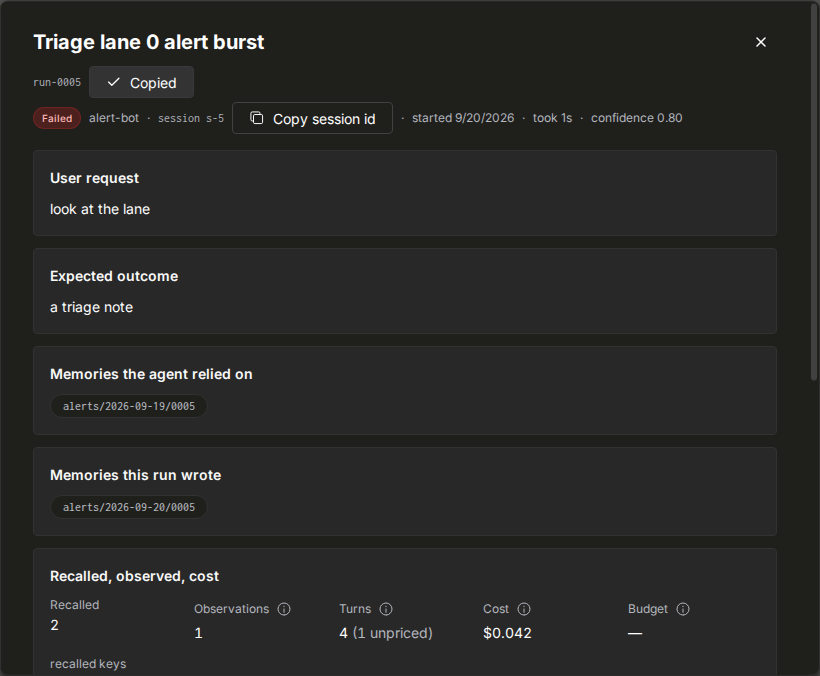 Triage lane 0 alert burst
run-0005 Copied
Failed alert-bot · session s-5 Copy session id · started 9/20/2026 · took 1s · confidence 0.80
User request
look at the lane
Expected outcome
a triage note
Memories the agent relied on
alerts/2026-09-19/0005
Memories this run wrote
alerts/2026-09-20/0005
Recalled, observed, cost
Recalled Observations Turns Cost Budget
2 1 4 (1 unpriced) $0.042 —
recalled keys